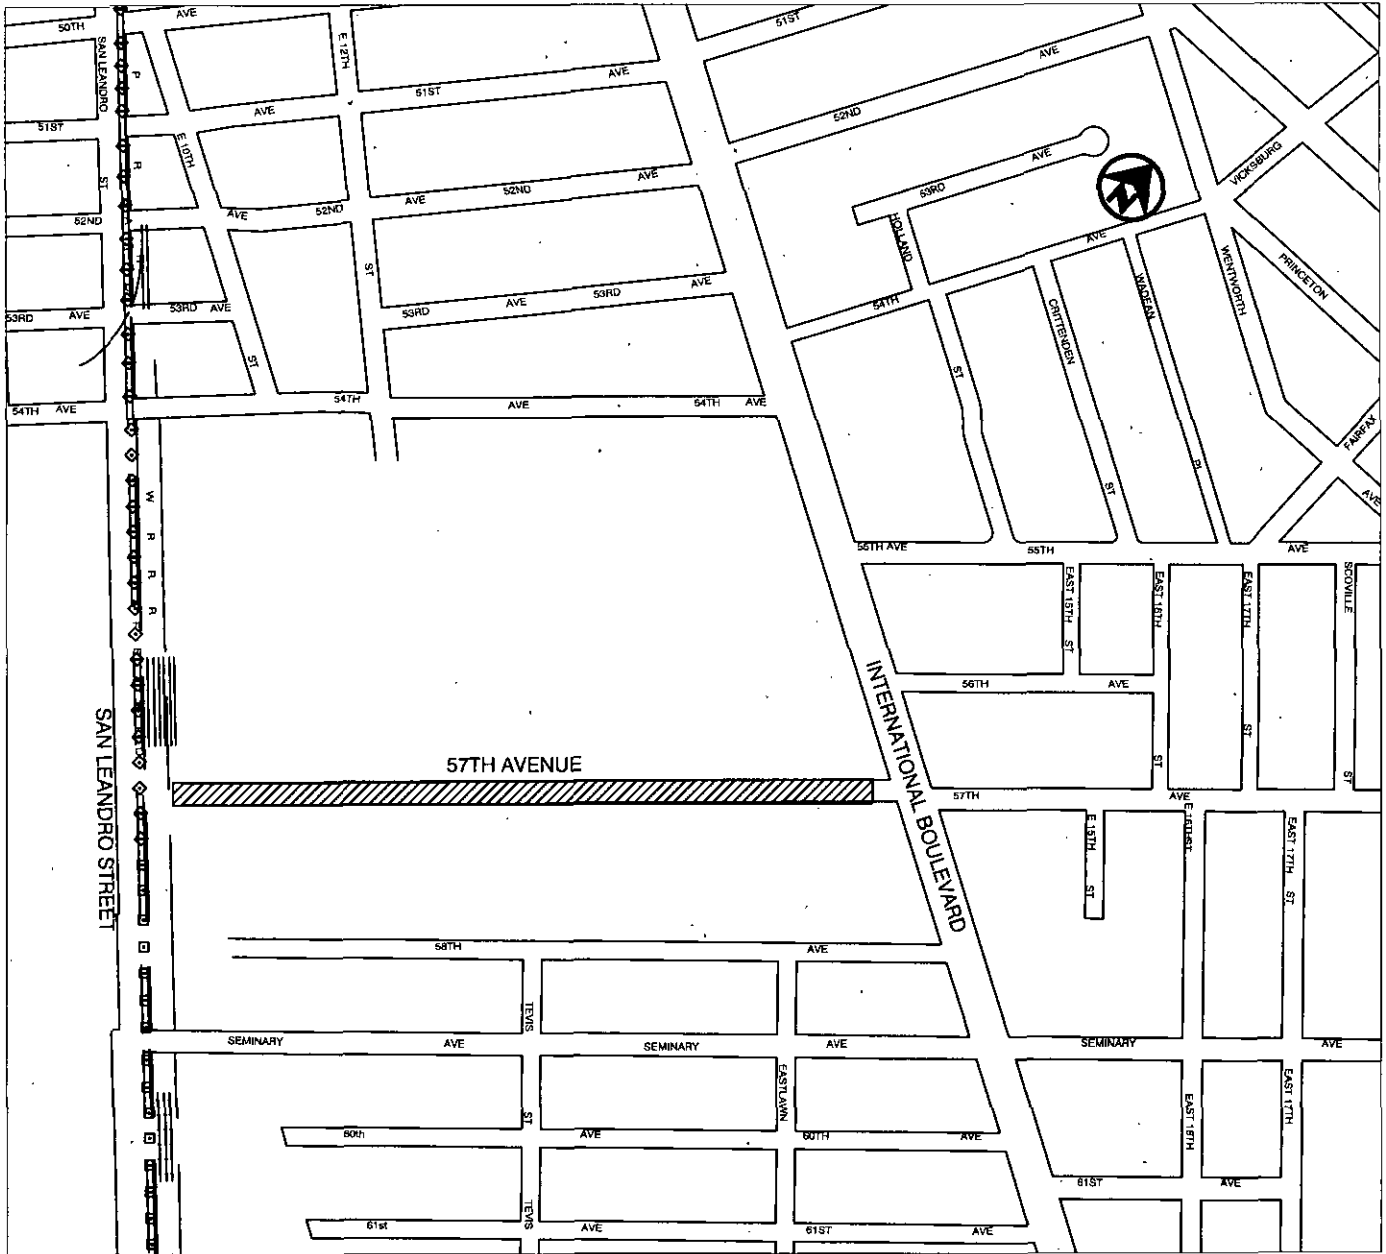 50TH AVE
SAN LEANDRO ST
E 12TH ST
51ST
51ST AVE
51ST AVE
P R R
E 10TH ST
52ND
AVE
52ND
AVE
52ND
AVE
52ND
AVE
53RD
AVE
VICKSBURG
PRINCETON
WENTWORTH
HOLLAND ST
54TH
AVE
CRITTENDEN ST
WADEAN PL
FAIRFAX
AVE
53RD AVE
53RD AVE
53RD
AVE
53RD
AVE
54TH AVE
54TH
AVE
54TH AVE
W R R R
55TH AVE
55TH
AVE
EAST 15TH ST
EAST 16TH ST
EAST 17TH ST
SCOVILLE ST
56TH
AVE
SAN LEANDRO STREET
INTERNATIONAL BOULEVARD
57TH AVENUE
57TH
AVE
E 15TH ST
E 16TH ST
EAST 17TH ST
58TH
AVE
TEVIS ST
SEMINARY
AVE
SEMINARY
AVE
SEMINARY
AVE
EASTLAWN
EAST 16TH
EAST 17TH
60th
AVE
60TH
AVE
61ST
AVE
TEVIS
61st
AVE
61ST
AVE